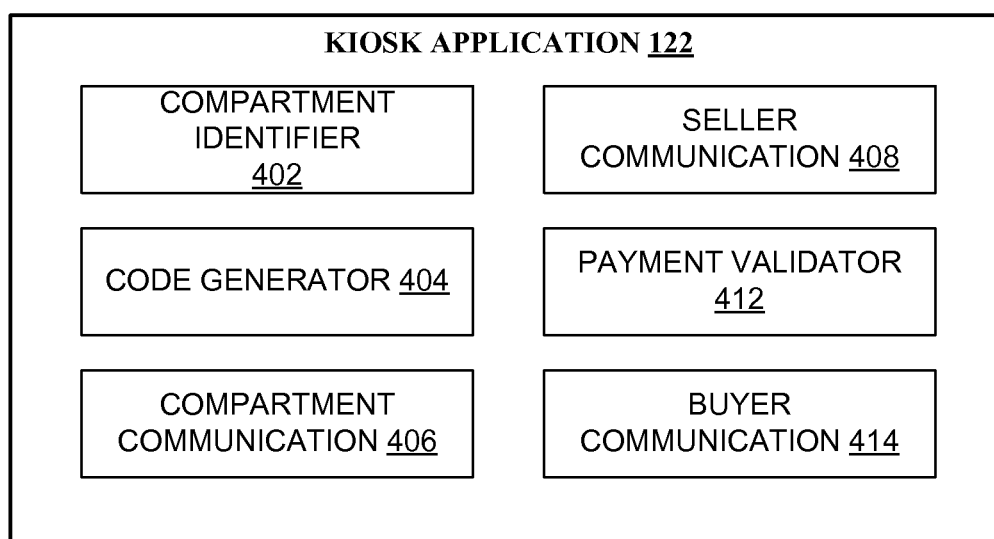 KIOSK APPLICATION 122
COMPARTMENT
IDENTIFIER
402
SELLER
COMMUNICATION 408
CODE GENERATOR 404
PAYMENT VALIDATOR
412
COMPARTMENT
COMMUNICATION 406
BUYER
COMMUNICATION 414